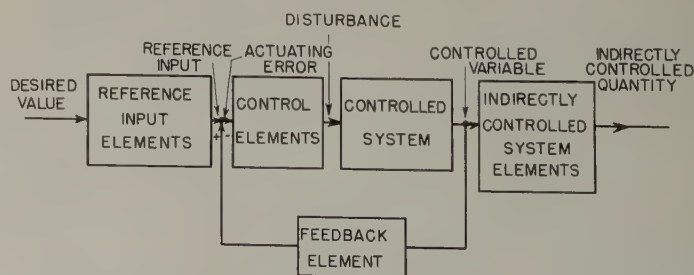 DISTURBANCE
REFERENCE
INPUT
ACTUATING
ERROR
CONTROLLED
VARIABLE
INDIRECTLY
CONTROLLED
QUANTITY
DESIRED
VALUE
REFERENCE
INPUT
ELEMENTS
+ -
CONTROL
ELEMENTS
CONTROLLED
SYSTEM
INDIRECTLY
CONTROLLED
SYSTEM
ELEMENTS
FEEDBACK
ELEMENT